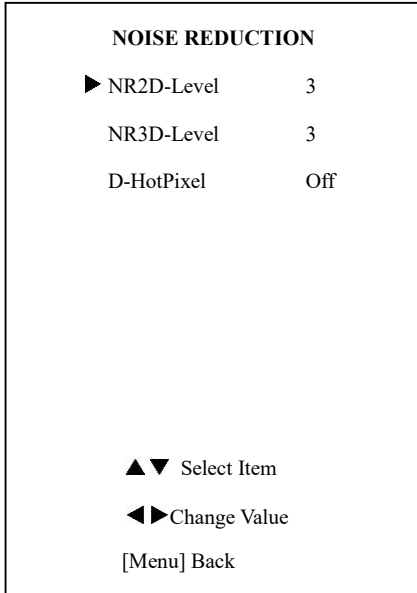 NOISE REDUCTION
▶ NR2D-Level 3
NR3D-Level 3
D-HotPixel Off
▲▼ Select Item
◀▶Change Value
[Menu] Back